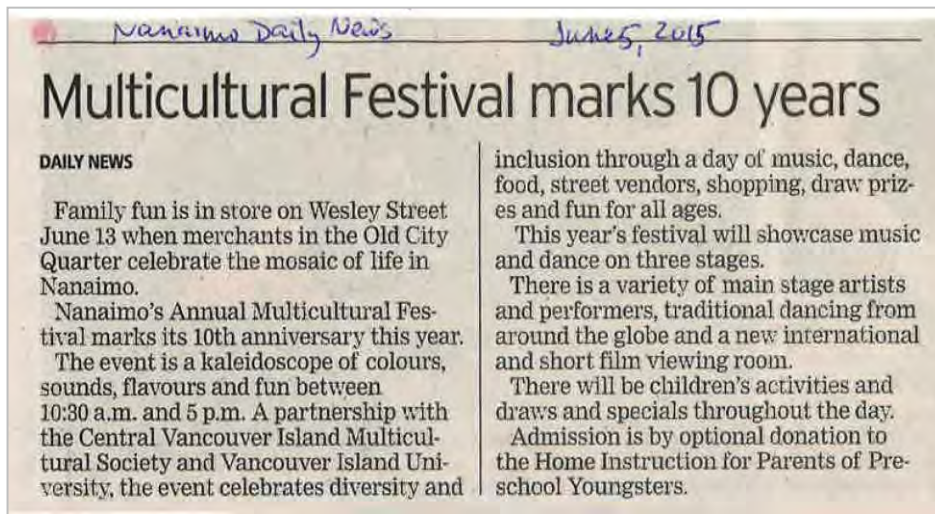 Nanaimo Daily News June 5, 2015
Multicultural Festival marks 10 years
DAILY NEWS
Family fun is in store on Wesley Street
June 13 when merchants in the Old City
Quarter celebrate the mosaic of life in
Nanaimo.
Nanaimo's Annual Multicultural Fes-
tival marks its 10th anniversary this year.
The event is a kaleidoscope of colours,
sounds, flavours and fun between
10:30 a.m. and 5 p.m. A partnership with
the Central Vancouver Island Multicul-
tural Society and Vancouver Island Uni-
versity, the event celebrates diversity and
inclusion through a day of music, dance,
food, street vendors, shopping, draw priz-
es and fun for all ages.
This year's festival will showcase music
and dance on three stages.
There is a variety of main stage artists
and performers, traditional dancing from
around the globe and a new international
and short film viewing room.
There will be children's activities and
draws and specials throughout the day.
Admission is by optional donation to
the Home Instruction for Parents of Pre-
school Youngsters.